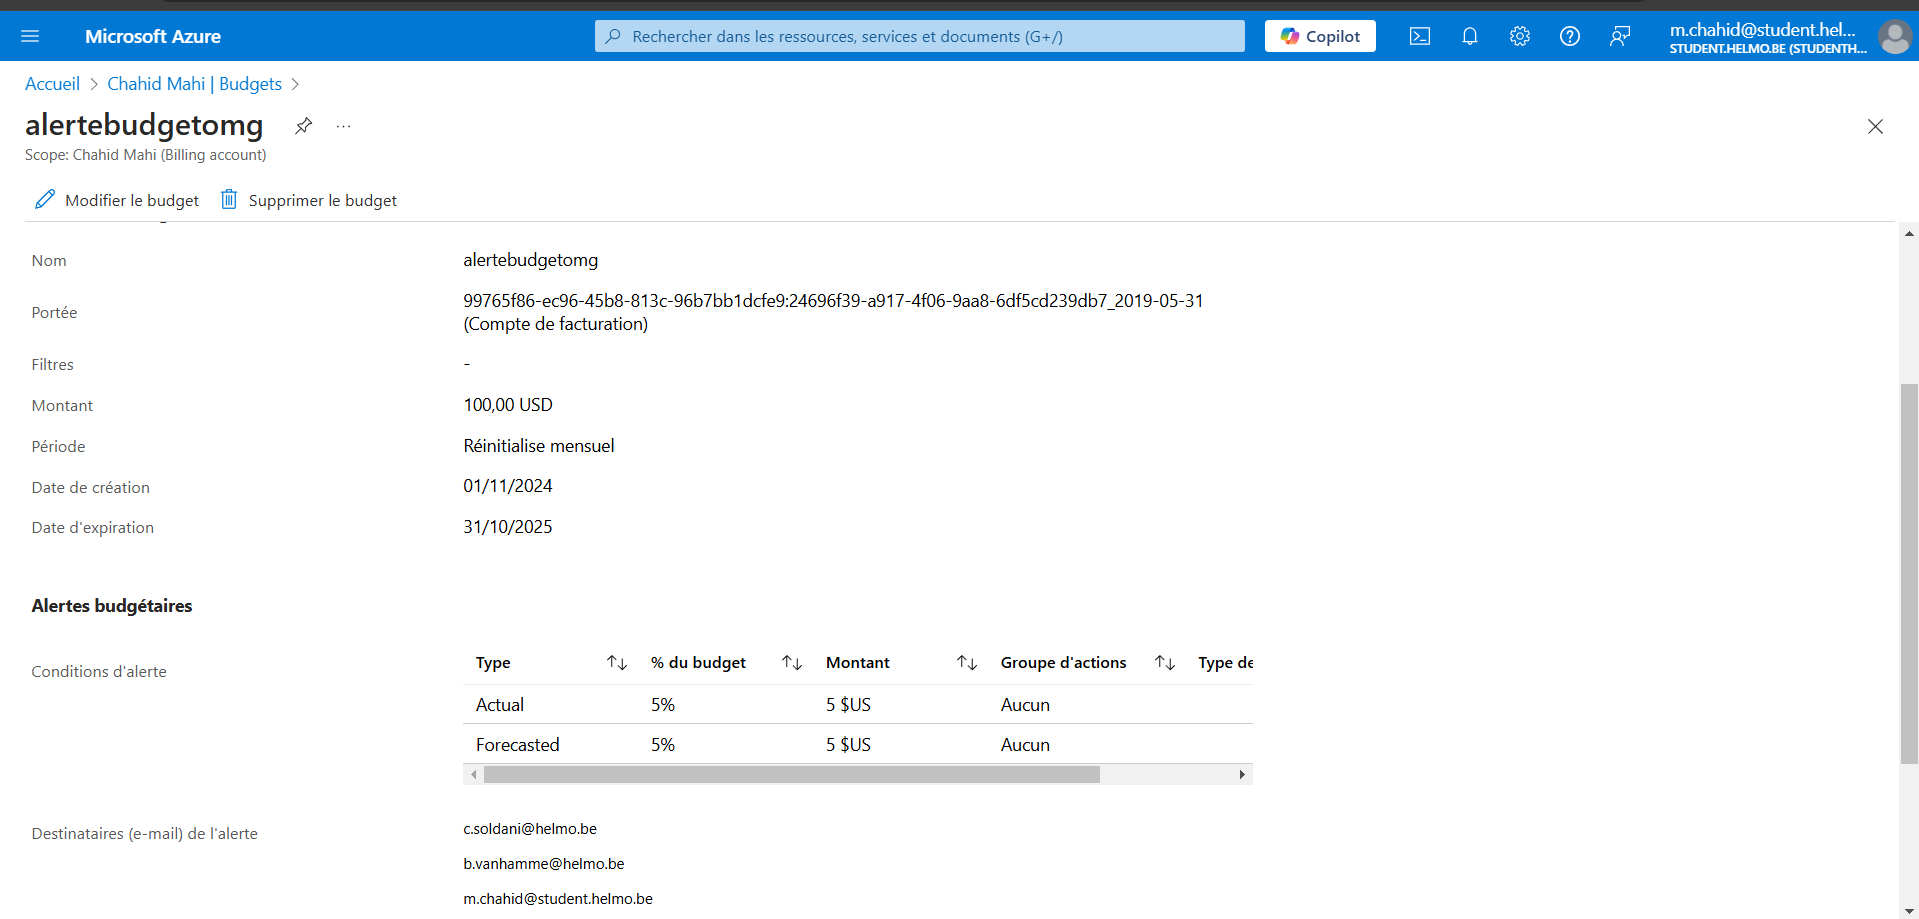 Microsoft Azure
Rechercher dans les ressources, services et documents (G+/)
Copilot
m.chahid@student.hel...
STUDENT.HELMO.BE (STUDENTH...
Accueil > Chahid Mahi | Budgets >
alertebudgetomg
...
Scope: Chahid Mahi (Billing account)
Modifier le budget
Supprimer le budget
Nom
alertebudgetomg
Portée
99765f86-ec96-45b8-813c-96b7bb1dcfe9:24696f39-a917-4f06-9aa8-6df5cd239db7_2019-05-31
(Compte de facturation)
Filtres
-
Montant
100,00 USD
Période
Réinitialise mensuel
Date de création
01/11/2024
Date d'expiration
31/10/2025
Alertes budgétaires
Conditions d'alerte
Type % du budget Montant Groupe d'actions Type de
Actual 5% 5 $US Aucun
Forecasted 5% 5 $US Aucun
Destinataires (e-mail) de l'alerte
c.soldani@helmo.be
b.vanhamme@helmo.be
m.chahid@student.helmo.be